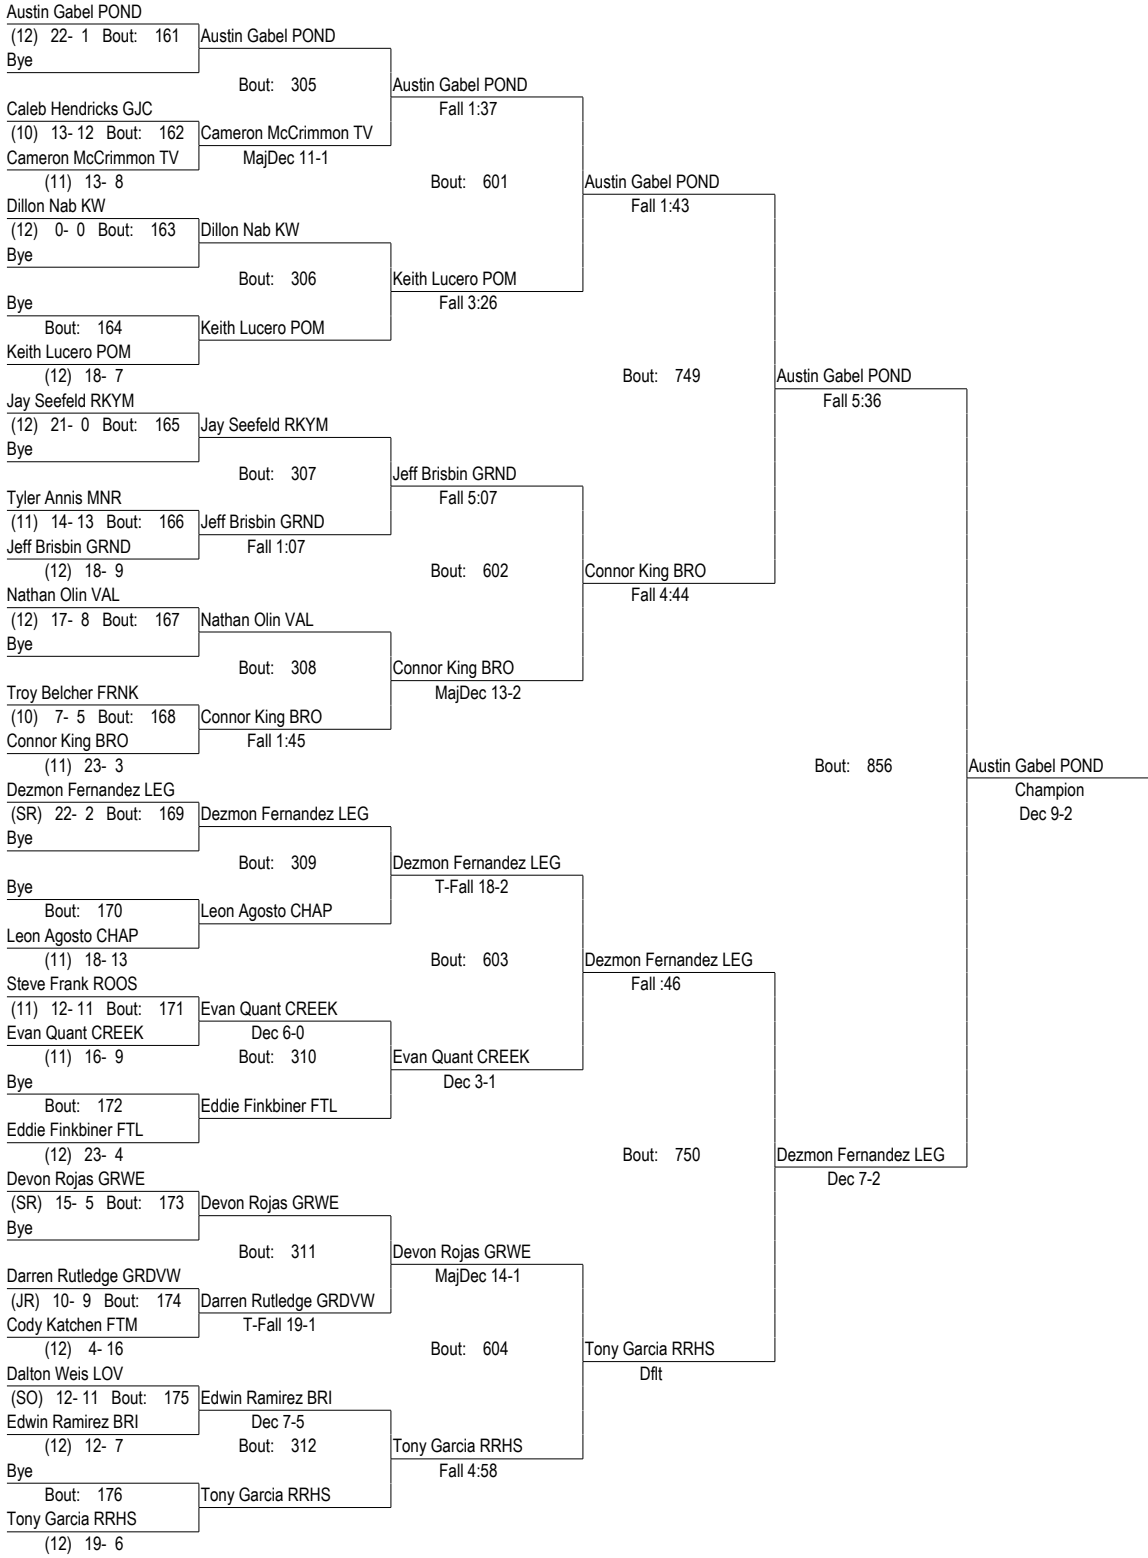 Austin Gabel POND
(12) 22- 1 Bout: 161 Austin Gabel POND
Bye
Bout: 305 Austin Gabel POND
Caleb Hendricks GJC Fall 1:37
(10) 13- 12 Bout: 162 Cameron McCrimmon TV
Cameron McCrimmon TV MajDec 11-1
(11) 13- 8 Bout: 601 Austin Gabel POND
Dillon Nab KW Fall 1:43
(12) 0- 0 Bout: 163 Dillon Nab KW
Bye
Bout: 306 Keith Lucero POM
Bye Fall 3:26
Bout: 164 Keith Lucero POM
Keith Lucero POM
(12) 18- 7 Bout: 749 Austin Gabel POND
Jay Seefeld RKYM Fall 5:36
(12) 21- 0 Bout: 165 Jay Seefeld RKYM
Bye
Bout: 307 Jeff Brisbin GRND
Tyler Annis MNR Fall 5:07
(11) 14- 13 Bout: 166 Jeff Brisbin GRND
Jeff Brisbin GRND Fall 1:07
(12) 18- 9 Bout: 602 Connor King BRO
Nathan Olin VAL Fall 4:44
(12) 17- 8 Bout: 167 Nathan Olin VAL
Bye
Bout: 308 Connor King BRO
Troy Belcher FRNK MajDec 13-2
(10) 7- 5 Bout: 168 Connor King BRO
Connor King BRO Fall 1:45
(11) 23- 3 Bout: 856 Austin Gabel POND
Dezmon Fernandez LEG Champion
(SR) 22- 2 Bout: 169 Dezmon Fernandez LEG Dec 9-2
Bye
Bout: 309 Dezmon Fernandez LEG
Bye T-Fall 18-2
Bout: 170 Leon Agosto CHAP
Leon Agosto CHAP
(11) 18- 13 Bout: 603 Dezmon Fernandez LEG
Steve Frank ROOS Fall :46
(11) 12- 11 Bout: 171 Evan Quant CREEK
Evan Quant CREEK Dec 6-0
(11) 16- 9 Bout: 310 Evan Quant CREEK
Bye Dec 3-1
Bout: 172 Eddie Finkbiner FTL
Eddie Finkbiner FTL
(12) 23- 4 Bout: 750 Dezmon Fernandez LEG
Devon Rojas GRWE Dec 7-2
(SR) 15- 5 Bout: 173 Devon Rojas GRWE
Bye
Bout: 311 Devon Rojas GRWE
Darren Rutledge GRDVW MajDec 14-1
(JR) 10- 9 Bout: 174 Darren Rutledge GRDVW
Cody Katchen FTM T-Fall 19-1
(12) 4- 16 Bout: 604 Tony Garcia RRHS
Dalton Weis LOV Dflt
(SO) 12- 11 Bout: 175 Edwin Ramirez BRI
Edwin Ramirez BRI Dec 7-5
(12) 12- 7 Bout: 312 Tony Garcia RRHS
Bye Fall 4:58
Bout: 176 Tony Garcia RRHS
Tony Garcia RRHS
(12) 19- 6